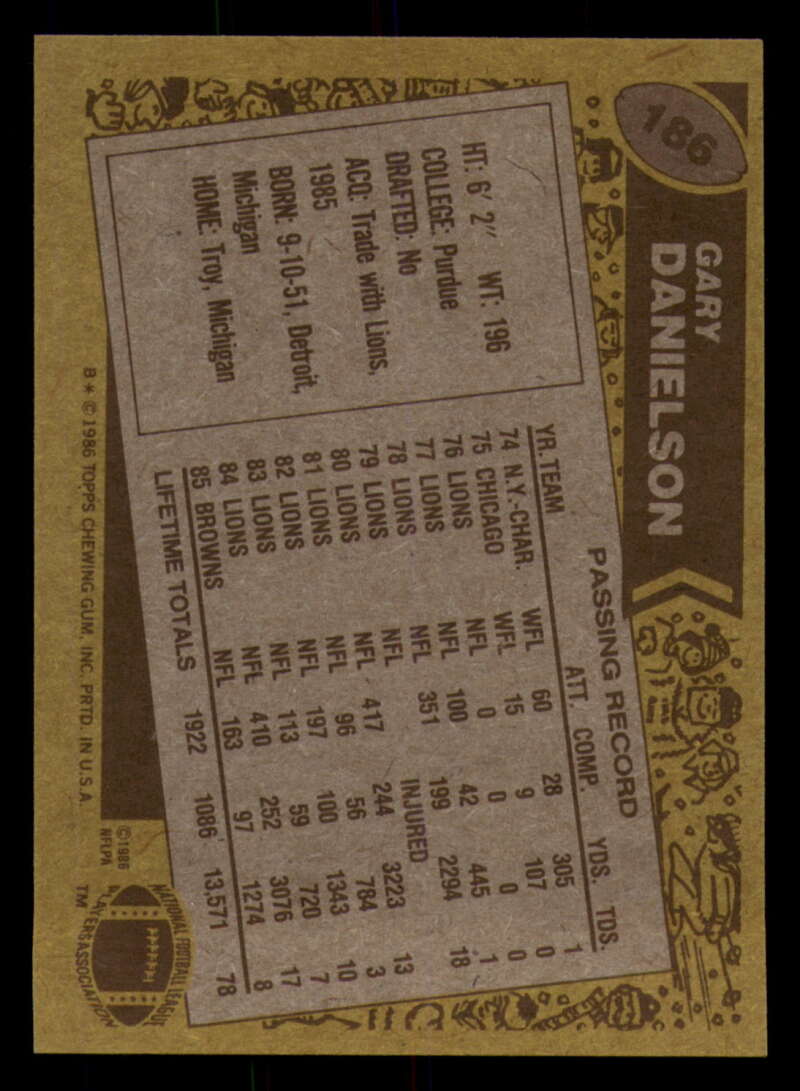 186
GARY
DANIELSON
HT: 6' 2" WT: 196
COLLEGE: Purdue
DRAFTED: No
ACQ: Trade with Lions,
1985
BORN: 9-10-51, Detroit,
Michigan
HOME: Troy, Michigan
PASSING RECORD
YR. TEAM ATT. COMP. YDS. TDS.
74 N.Y.-CHAR. WFL 60 28 305 1
75 CHICAGO WFL 15 9 107 0
76 LIONS NFL 0 0 0 0
77 LIONS NFL 100 42 445 1
78 LIONS NFL 351 199 2294 18
79 LIONS NFL INJURED
80 LIONS NFL 417 244 3223 13
81 LIONS NFL 96 56 784 3
82 LIONS NFL 197 100 1343 10
83 LIONS NFL 113 59 720 7
84 LIONS NFL 410 252 3076 17
85 BROWNS NFL 163 97 1274 8
LIFETIME TOTALS 1922 1086 13,571 78
B * © 1986 TOPPS CHEWING GUM, INC. PRTD. IN U.S.A.
© 1986
NFLPA
NATIONAL FOOTBALL LEAGUE
PLAYERS ASSOCIATION
TM